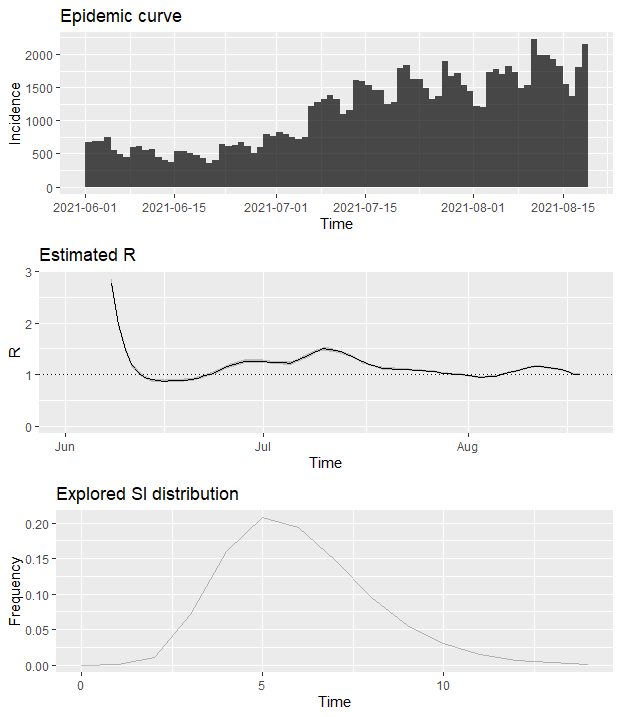 Epidemic curve
2000
1500
1000
500
0
Incidence
2021-06-01 2021-06-15 2021-07-01 2021-07-15 2021-08-01 2021-08-15
Time
Estimated R
3
2
1
0
R
Jun Jul Aug
Time
Explored SI distribution
0.20
0.15
0.10
0.05
0.00
Frequency
0 5 10
Time